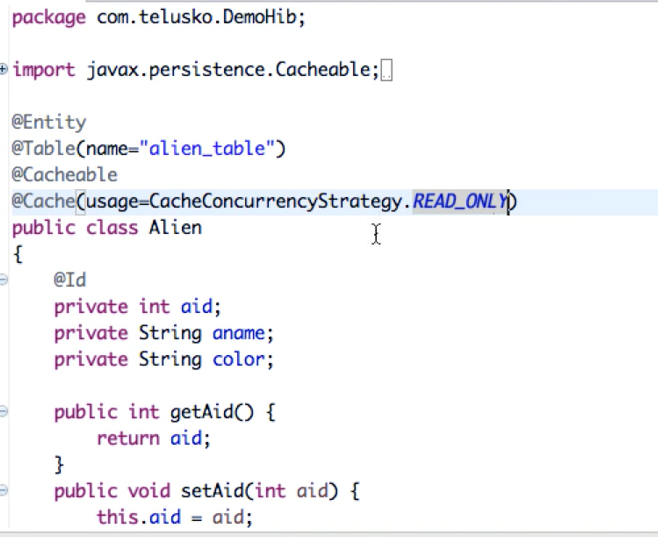 package com.telusko.DemoHib;
import javax.persistence.Cacheable;
@Entity
@Table(name="alien_table")
@Cacheable
@Cache(usage=CacheConcurrencyStrategy.READ_ONLY)
public class Alien
{
@Id
private int aid;
private String aname;
private String color;
public int getAid() {
return aid;
}
public void setAid(int aid) {
this.aid = aid;